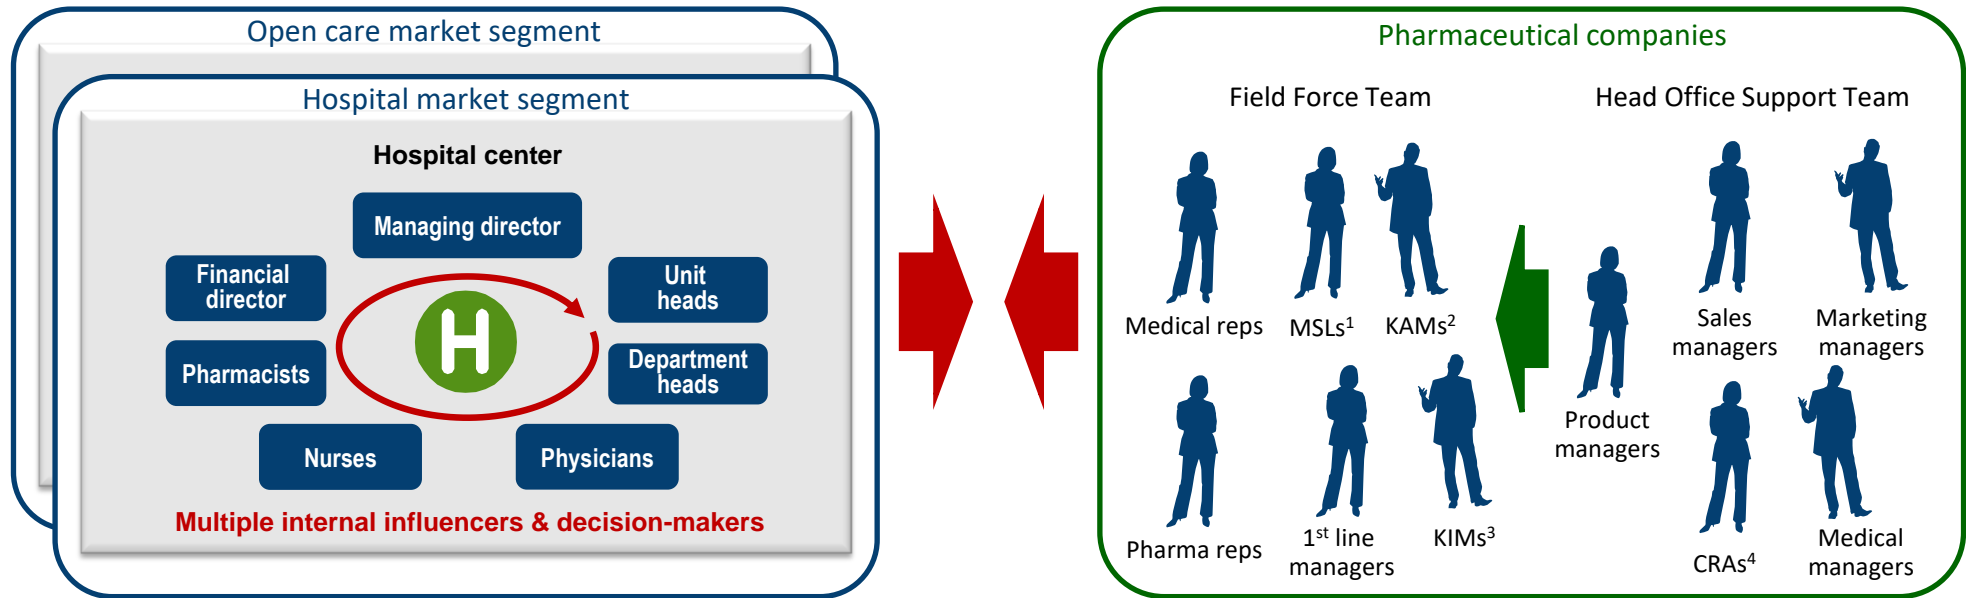 Open care market segment
Hospital market segment
Hospital center
Managing director
Financial
director
Unit
heads
Pharmacists
Department
heads
Nurses
Physicians
H
Multiple internal influencers & decision-makers
Pharmaceutical companies
Field Force Team
Head Office Support Team
Medical reps
MSLs¹
KAMs²
Pharma reps
1st line
managers
KIMs³
Product
managers
Sales
managers
Marketing
managers
CRAs⁴
Medical
managers